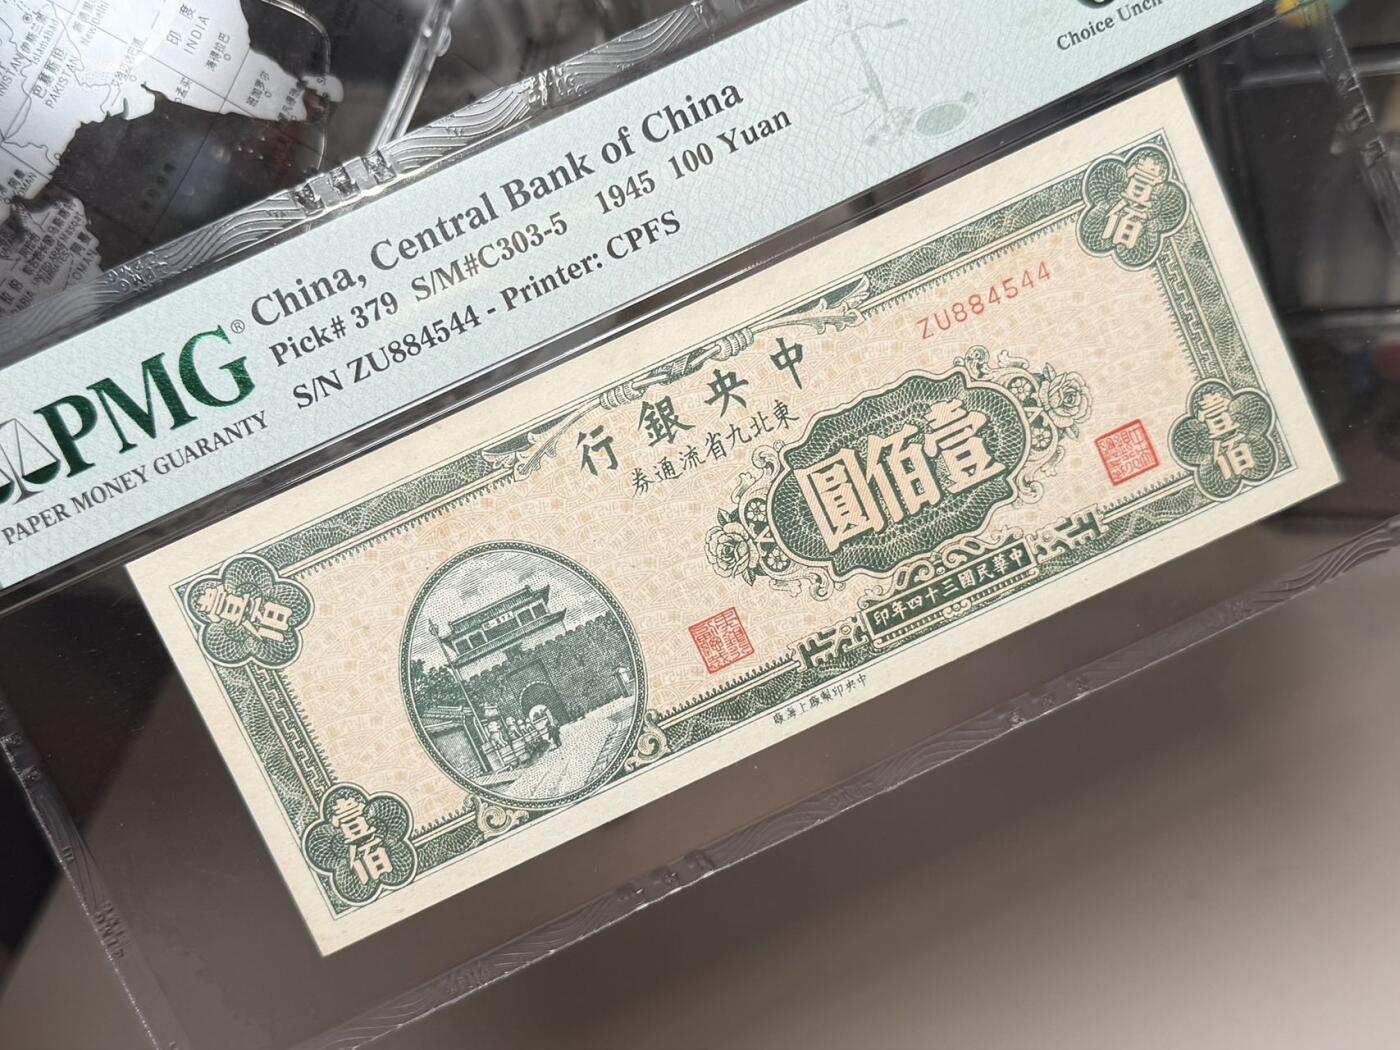 Choice Unc
China, Central Bank of China
Pick# 379 S/M#C303-5 1945 100 Yuan
S/N ZU884544 - Printer: CPFS
PMG®
PAPER MONEY GUARANTY
INDIA
PAKISTAN
ZU884544
行銀央中
券通流省九北東
圓佰壹
印年四十三國民華中
廠海上廠製印央中
壹佰
壹佰
壹佰
壹佰